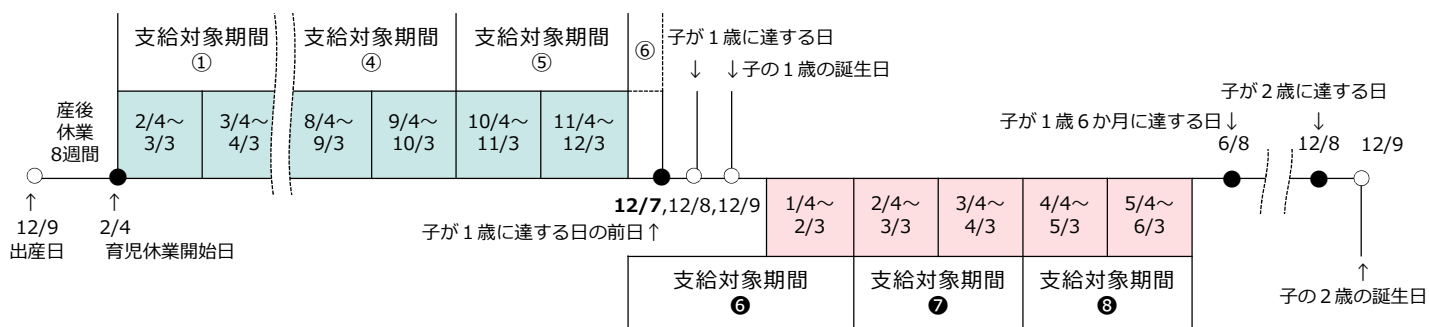 支給対象期間
①
支給対象期間
④
支給対象期間
⑤
⑥
子が１歳に達する日
↓
↓子の１歳の誕生日
産後
休業
8週間
2/4～
3/3
3/4～
4/3
8/4～
9/3
9/4～
10/3
10/4～
11/3
11/4～
12/3
子が２歳に達する日
↓
子が１歳６か月に達する日↓
6/8
12/8
12/9
↑
12/9
出産日
↑
2/4
育児休業開始日
12/7,12/8,12/9
子が１歳に達する日の前日↑
1/4～
2/3
2/4～
3/3
3/4～
4/3
4/4～
5/3
5/4～
6/3
支給対象期間
❻
支給対象期間
❼
支給対象期間
❽
↑
子の２歳の誕生日